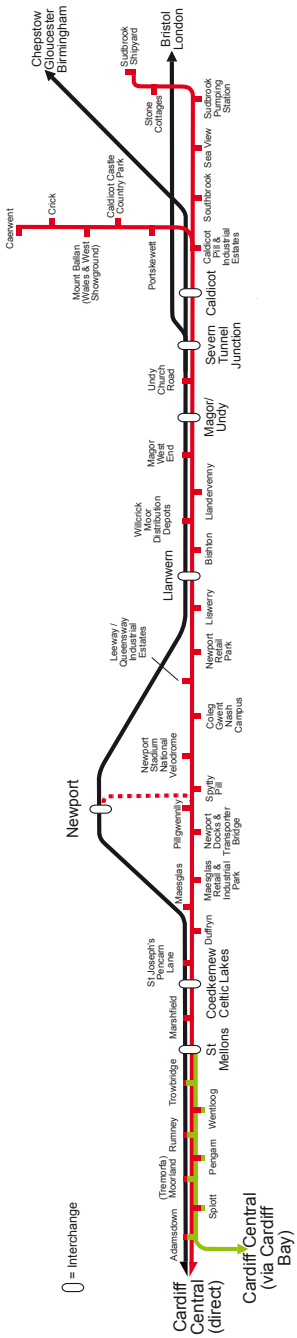 Chepstow
Gloucester
Birmingham
Bristol
London
Sudbrook
Shipyard
Stone
Cottages
Sudbrook
Pumping
Station
Sea View
Southbrook
Caerwent
Crick
Mount Ballan
(Wales & West
Showground)
Caldicot Castle
Country Park
Portskewett
Caldicot
Pill &
Industrial
Estates
Caldicot
Severn
Tunnel
Junction
Undy
Church
Road
Magor/
Undy
Magor
West
End
Llandervenny
Willcrick
Moor
Distribution
Depots
Bishton
Llanwern
Liswerry
Leeway /
Queensway
Industrial
Estates
Newport
Retail
Park
Coleg
Gwent
Nash
Campus
Newport
Stadium
National
Velodrome
Spytty
Pill
Newport
Pillgwennlly
Newport
Docks &
Transporter
Bridge
Maesglas
Maesglas
Retail &
Industrial
Park
Duffryn
St Joseph's
Pencarn
Lane
Coedkernew
Celtic Lakes
Marshfield
St
Mellons
Trowbridge
Wentloog
Rumney
Pengam
(Tremorfa)
Moorland
Splott
Adamsdown
Cardiff
Central
(direct)
Cardiff Central
(via Cardiff
Bay)
= Interchange